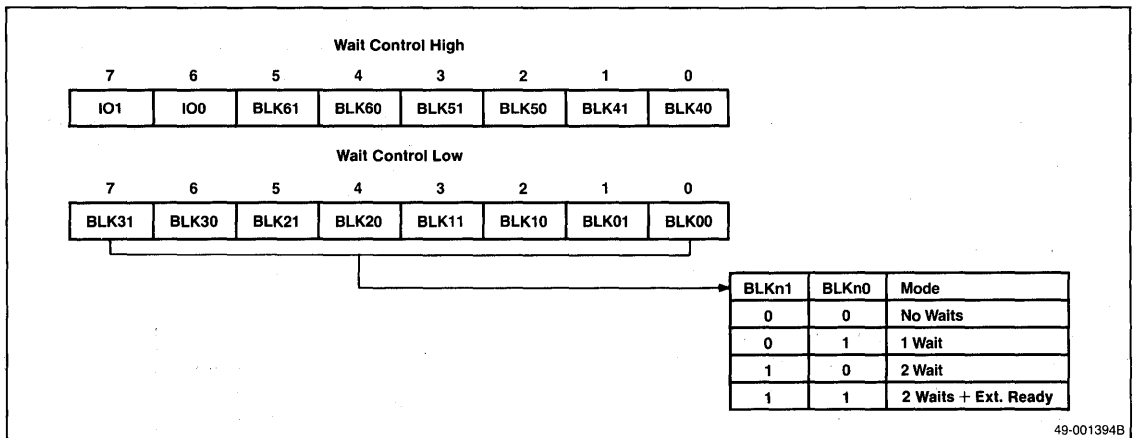 Wait Control High
7 6 5 4 3 2 1 0
IO1 IO0 BLK61 BLK60 BLK51 BLK50 BLK41 BLK40
Wait Control Low
7 6 5 4 3 2 1 0
BLK31 BLK30 BLK21 BLK20 BLK11 BLK10 BLK01 BLK00
BLKn1 BLKn0 Mode
0 0 No Waits
0 1 1 Wait
1 0 2 Wait
1 1 2 Waits + Ext. Ready
49-001394B